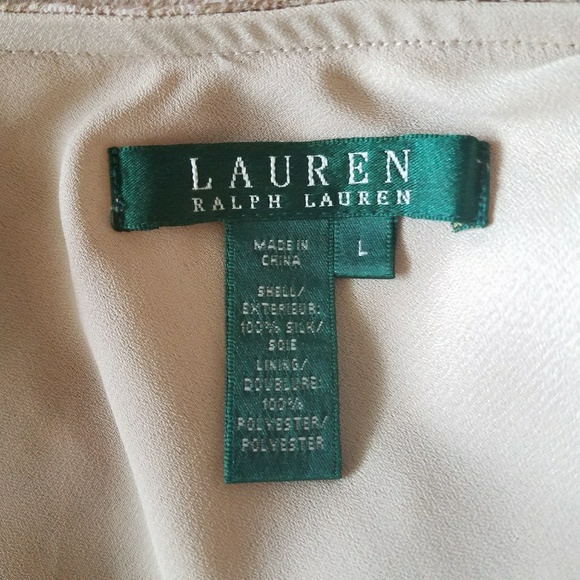 LAUREN
RALPH LAUREN
MADE IN
CHINA
L
SHELL/
EXTERIEUR:
100% SILK/
SOIE
LINING/
DOUBLURE:
100%
POLYESTER/
POLYESTER